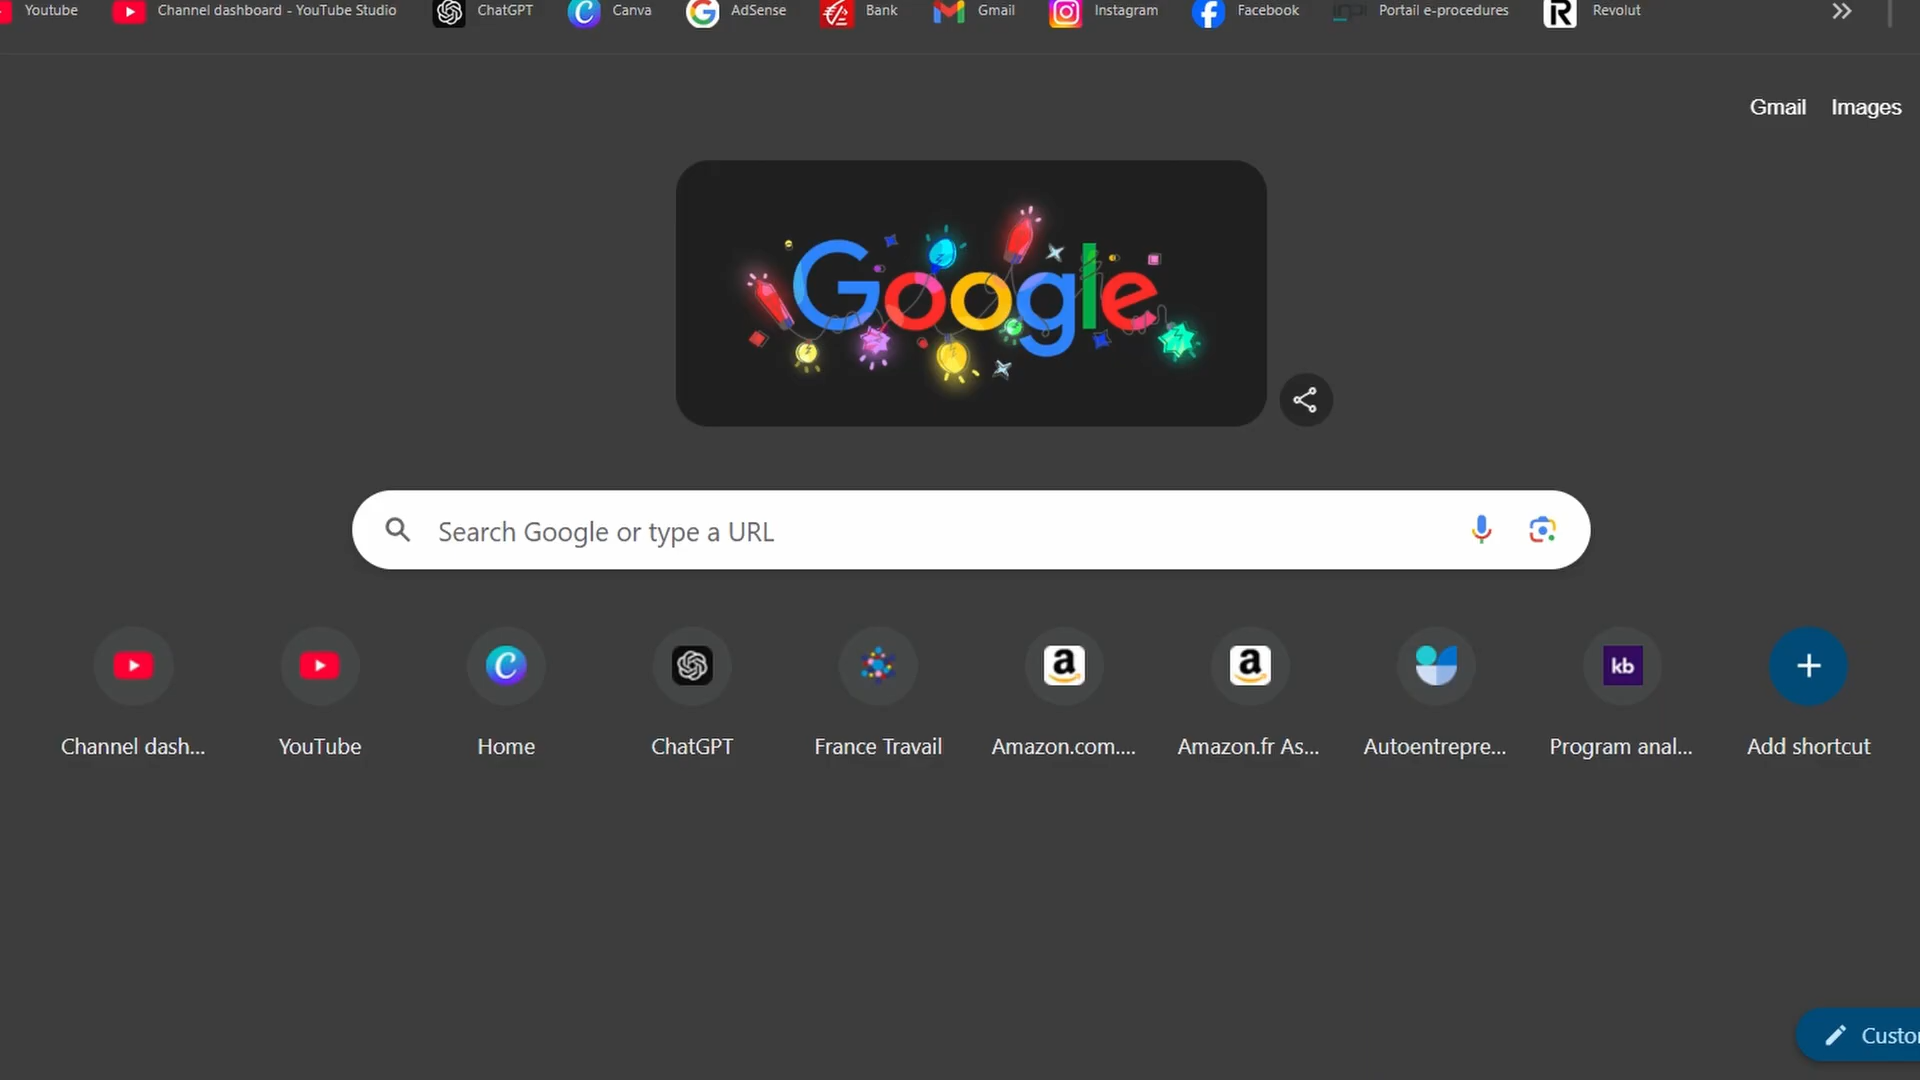 Youtube Channel dashboard - YouTube Studio ChatGPT Canva AdSense Bank Gmail Instagram Facebook Portail e-procedures Revolut
Gmail Images
Google
Search Google or type a URL
Channel dash... YouTube Home ChatGPT France Travail Amazon.com.... Amazon.fr As... Autoentrepre... Program anal... Add shortcut
kb
Custo